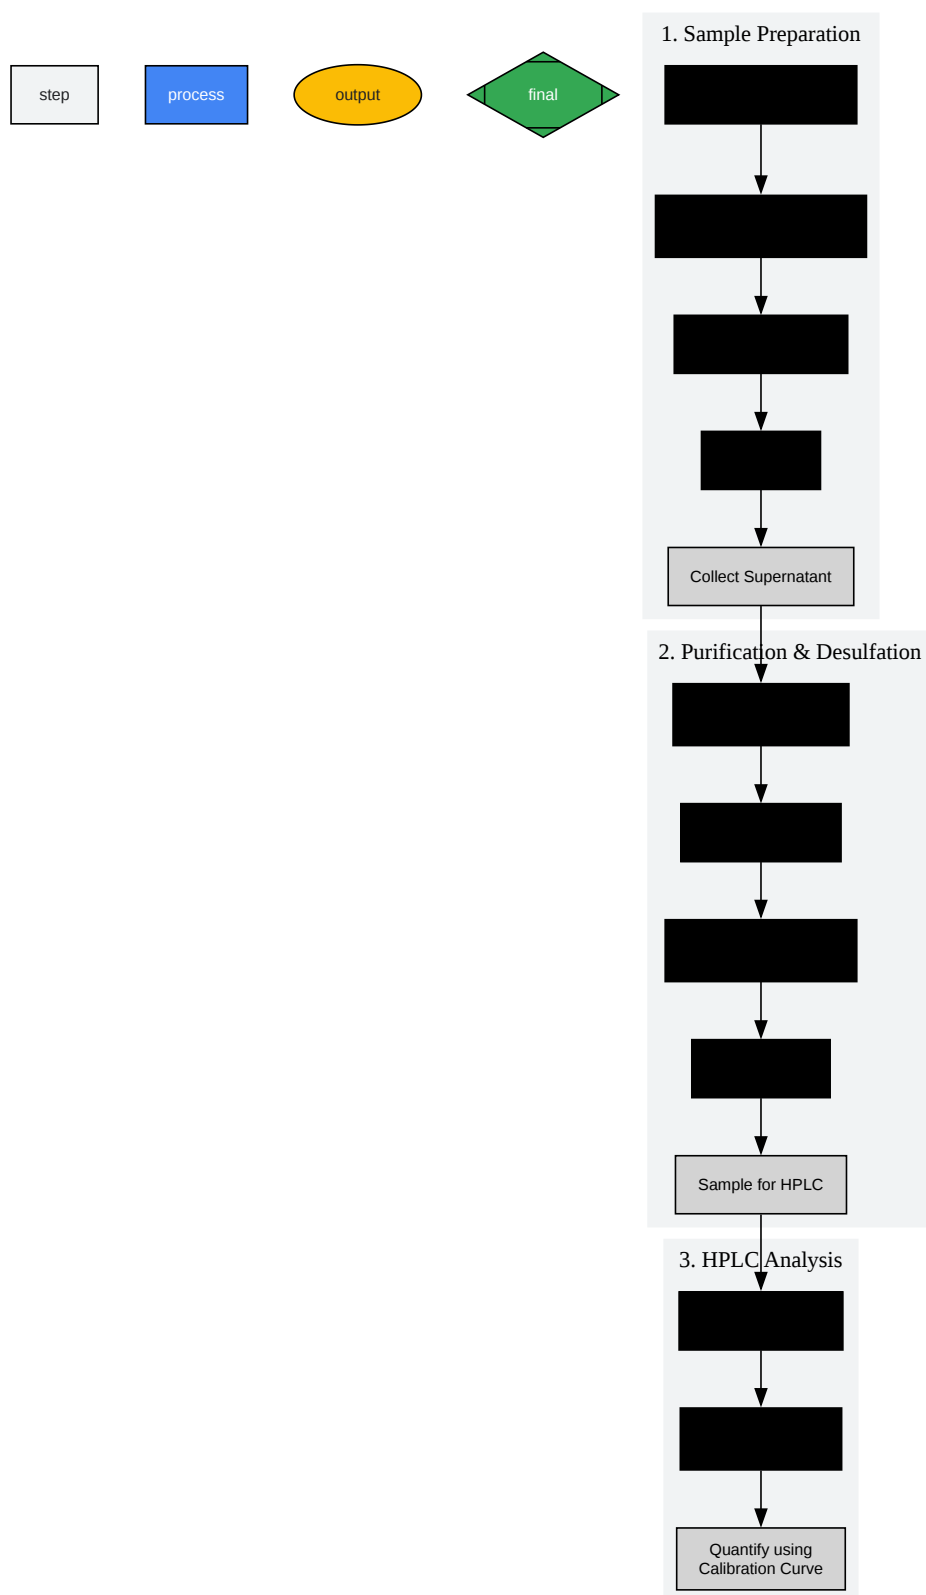 step
process
output
final
1. Sample Preparation
Collect Supernatant
2. Purification & Desulfation
Sample for HPLC
3. HPLC Analysis
Quantify using
Calibration Curve